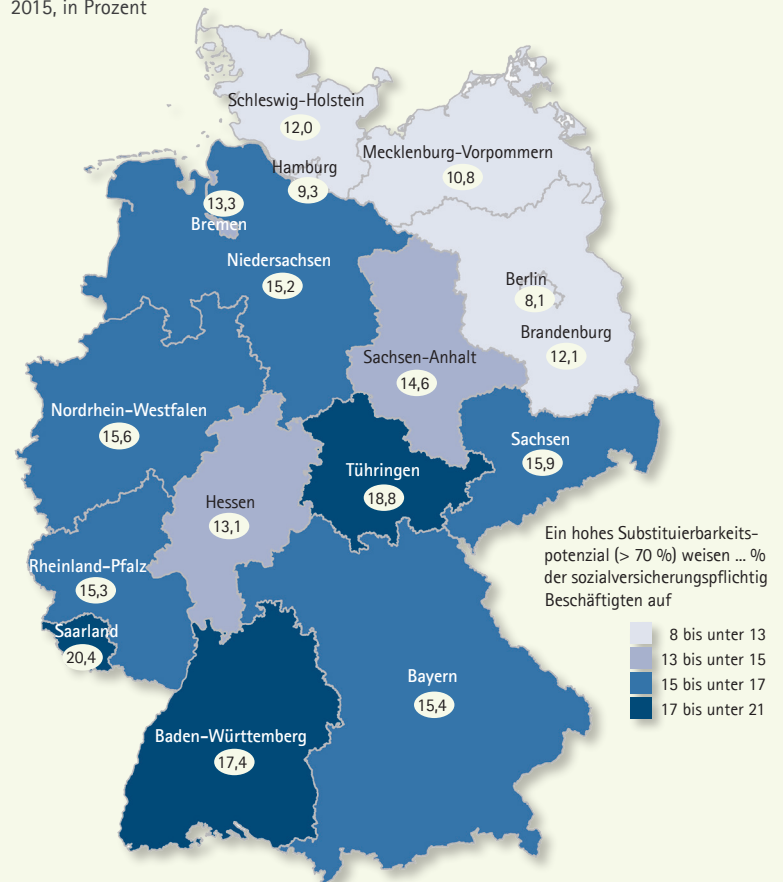 2015, in Prozent
Schleswig-Holstein
12,0
Mecklenburg-Vorpommern
10,8
Hamburg
9,3
13,3
Bremen
Niedersachsen
15,2
Berlin
8,1
Brandenburg
12,1
Sachsen-Anhalt
14,6
Nordrhein-Westfalen
15,6
Sachsen
15,9
Tühringen
18,8
Hessen
13,1
Rheinland-Pfalz
15,3
Saarland
20,4
Bayern
15,4
Baden-Württemberg
17,4
Ein hohes Substituierbarkeits-
potenzial (> 70 %) weisen ... %
der sozialversicherungspflichtig
Beschäftigten auf
8 bis unter 13
13 bis unter 15
15 bis unter 17
17 bis unter 21